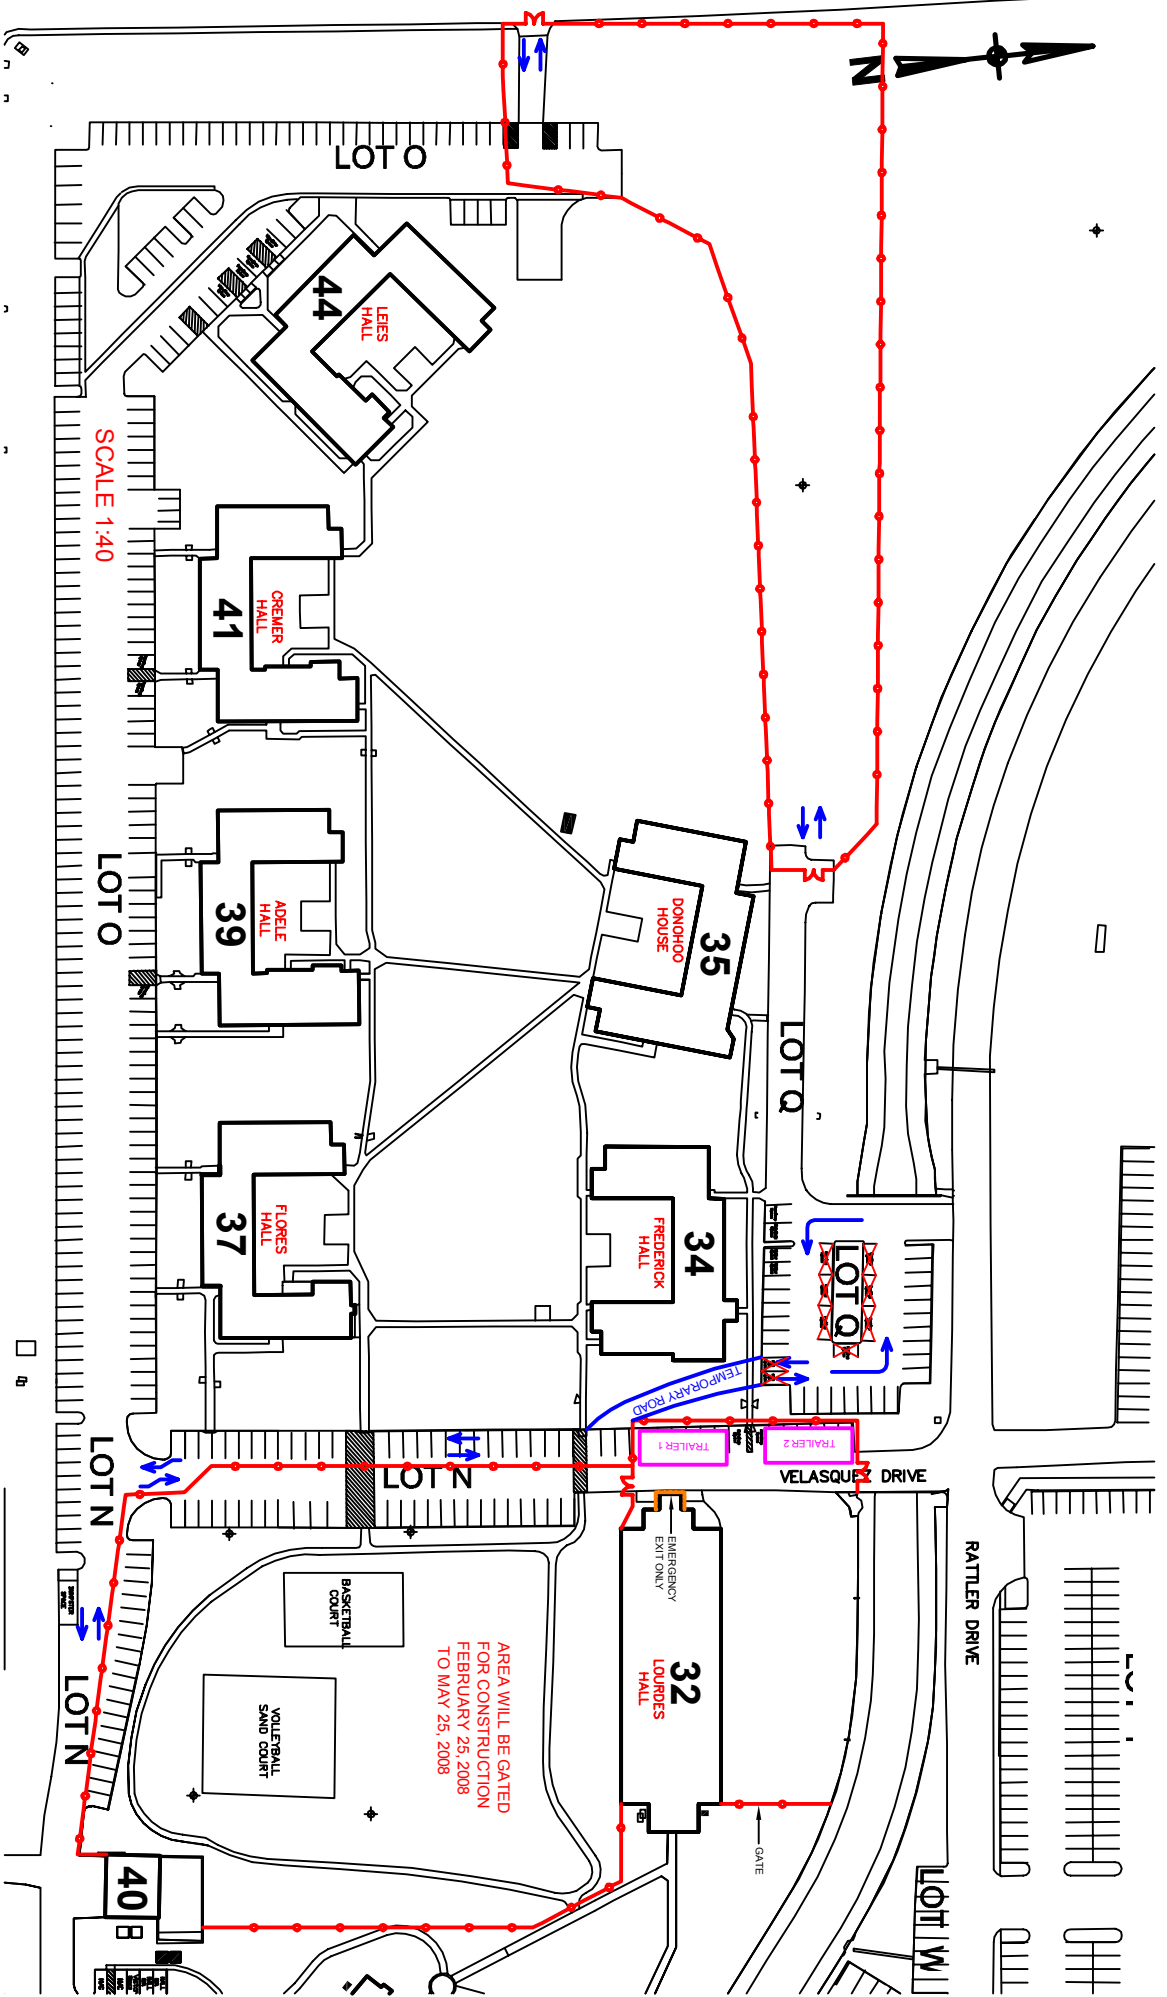 N
LOT O
44
LEIES
HALL
SCALE 1:40
CREMER
HALL
41
LOT O
ADELE
HALL
39
DONOHOO
HOUSE
35
LOT Q
FLORES
HALL
37
FREDERICK
HALL
34
LOT Q
TEMPORARY ROAD
TRAILER 1
TRAILER 2
VELASQUEZ DRIVE
LOT N
LOT N
RATTLER DRIVE
EMERGENCY
EXIT ONLY
DUMPSTER
SPACE
BASKETBALL
COURT
VOLLEYBALL
SAND COURT
AREA WILL BE GATED
FOR CONSTRUCTION
FEBRUARY 25, 2008
TO MAY 25, 2008
32
LOURDES
HALL
GATE
LOT N
40
LOT W